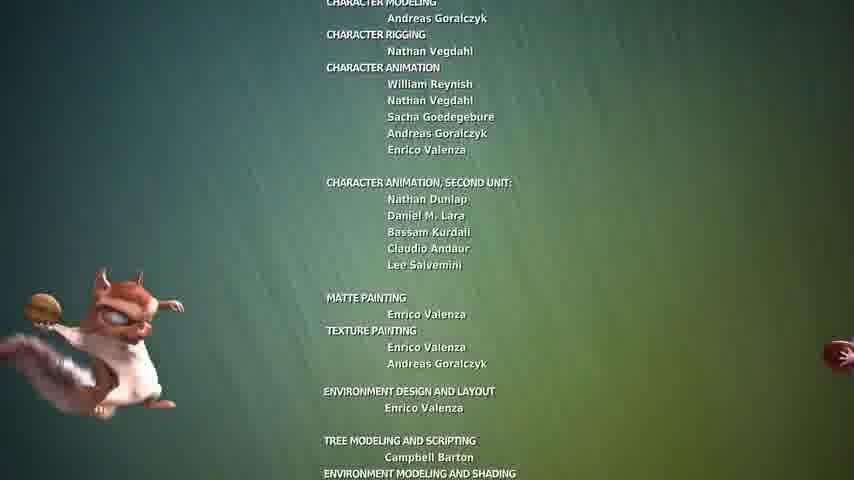 CHARACTER MODELING
Andreas Goralczyk
CHARACTER RIGGING
Nathan Vegdahl
CHARACTER ANIMATION
William Reynish
Nathan Vegdahl
Sacha Goedegebure
Andreas Goralczyk
Enrico Valenza
CHARACTER ANIMATION, SECOND UNIT:
Nathan Dunlap
Daniel M. Lara
Bassam Kurdali
Claudio Andaur
Lee Salvemini
MATTE PAINTING
Enrico Valenza
TEXTURE PAINTING
Enrico Valenza
Andreas Goralczyk
ENVIRONMENT DESIGN AND LAYOUT
Enrico Valenza
TREE MODELING AND SCRIPTING
Campbell Barton
ENVIRONMENT MODELING AND SHADING